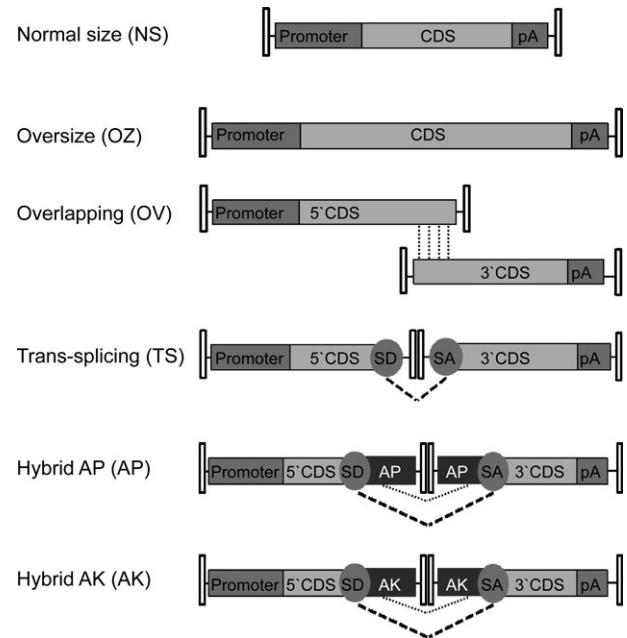 Normal size (NS)
Promoter CDS pA
Oversize (OZ)
Promoter CDS pA
Overlapping (OV)
Promoter 5`CDS
3`CDS pA
Trans-splicing (TS)
Promoter 5`CDS SD SA 3`CDS pA
Hybrid AP (AP)
Promoter 5`CDS SD AP AP SA 3`CDS pA
Hybrid AK (AK)
Promoter 5`CDS SD AK AK SA 3`CDS pA